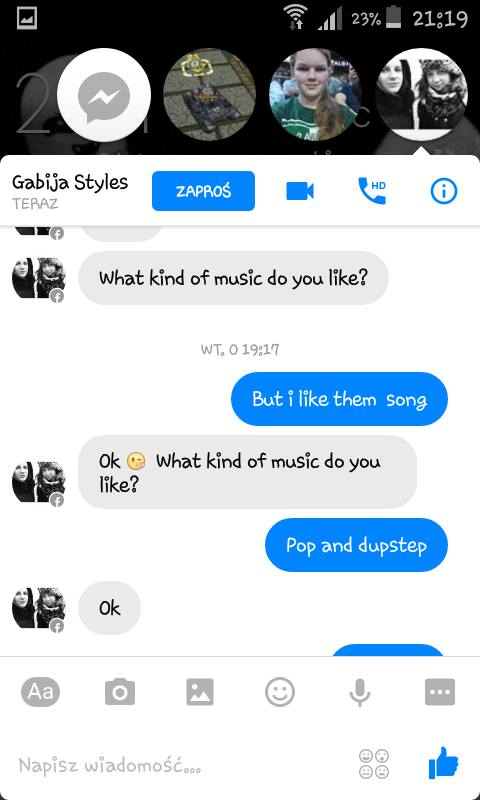 23% 21:19
Gabija Styles
TERAZ
ZAPROŚ
HD
What kind of music do you like?
WT. O 19:17
But i like them song
Ok 😘 What kind of music do you
like?
Pop and dupstep
Ok
Aa
Napisz wiadomość...